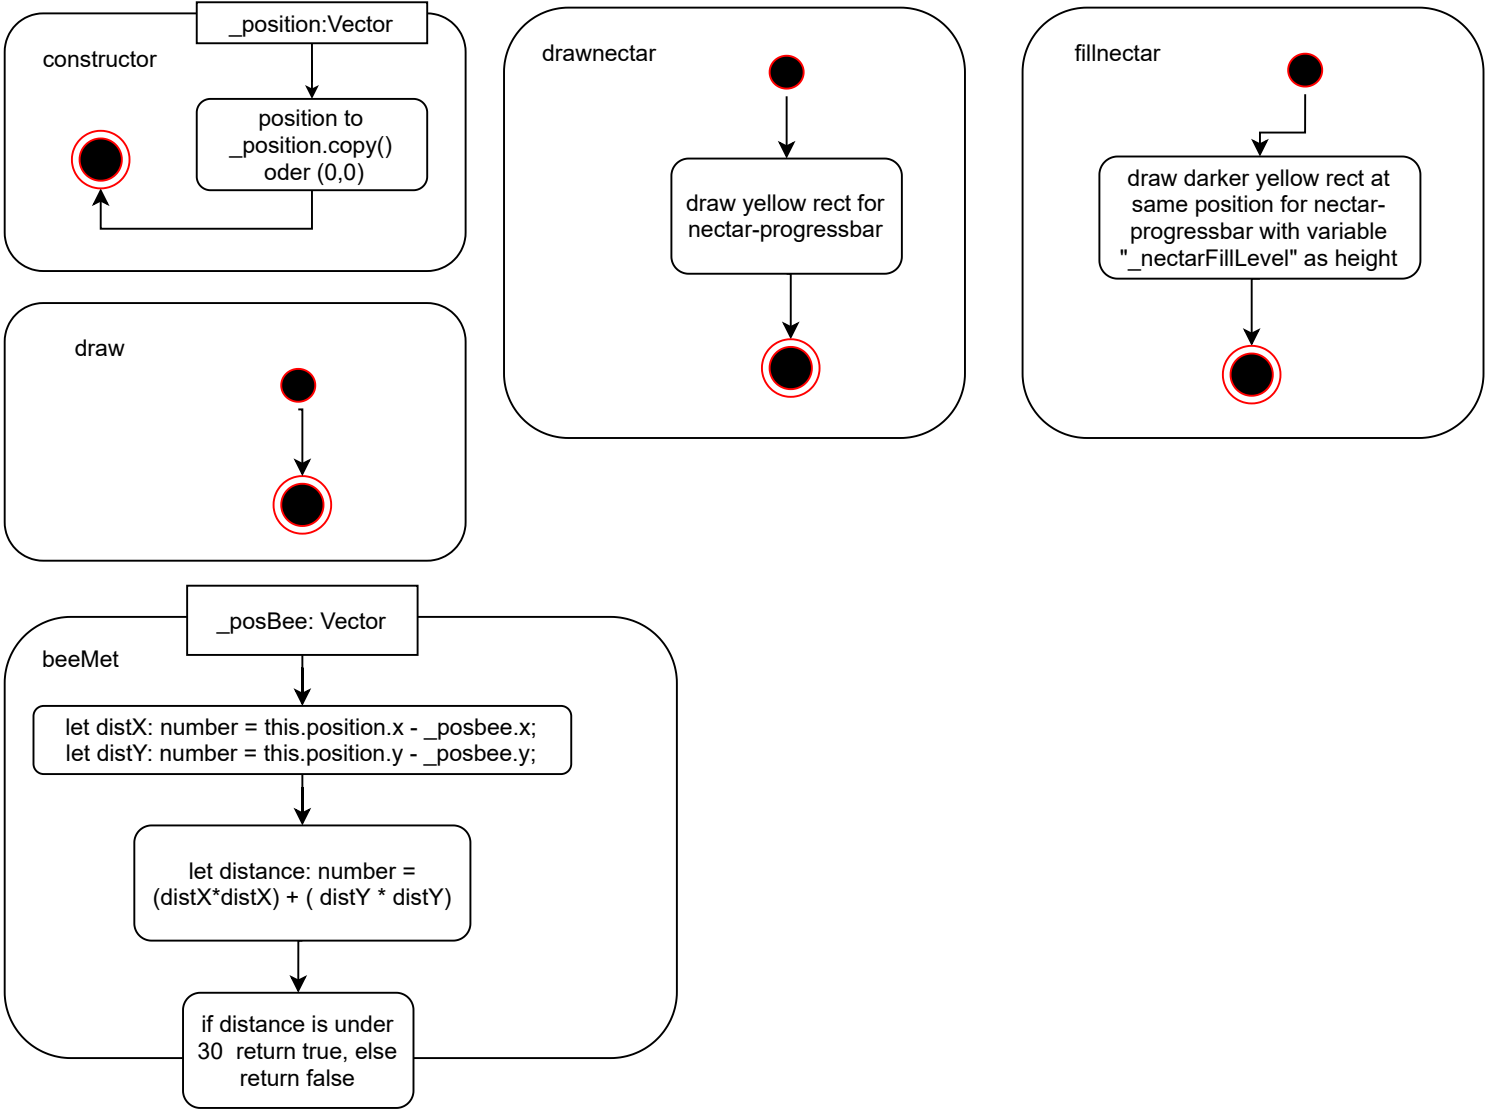 _position:Vector
constructor
position to
_position.copy()
oder (0,0)
drawnectar
draw yellow rect for
nectar-progressbar
fillnectar
draw darker yellow rect at
same position for nectar-
progressbar with variable
"_nectarFillLevel" as height
draw
_posBee: Vector
beeMet
let distX: number = this.position.x - _posbee.x;
let distY: number = this.position.y - _posbee.y;
let distance: number =
(distX*distX) + ( distY * distY)
if distance is under
30  return true, else
return false